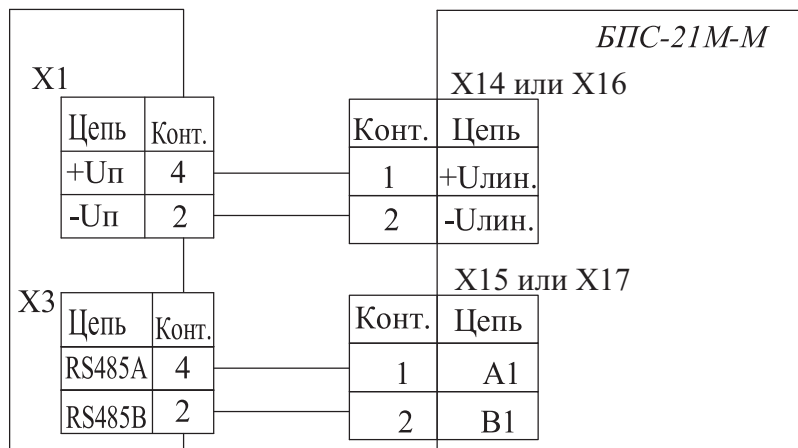 БПС-21М-М
X1
X14 или X16
Цепь Конт. Конт. Цепь
+Uп 4 1 +Uлин.
-Uп 2 2 -Uлин.
X3
X15 или X17
Цепь Конт. Конт. Цепь
RS485A 4 1 A1
RS485B 2 2 B1